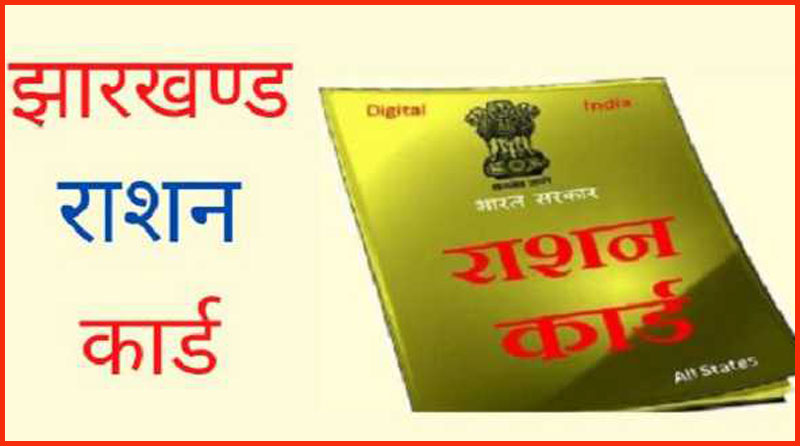 झारखण्ड
राशन
कार्ड
Digital India
भारत सरकार
राशन
कार्ड
All States